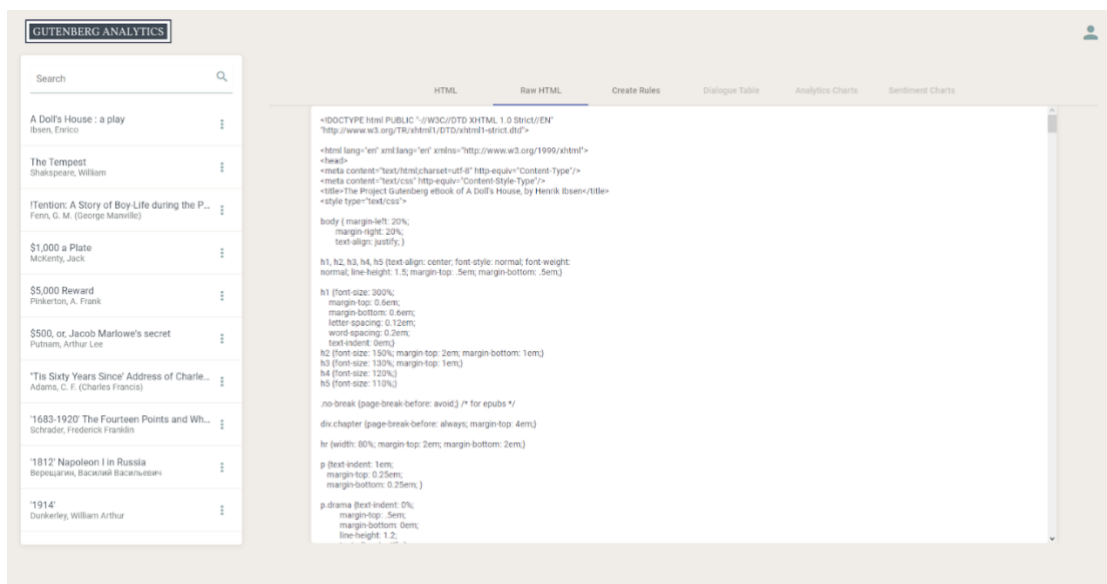 GUTENBERG ANALYTICS
Search
A Doll's House : a play
Ibsen, Enrico
The Tempest
Shakspeare, William
!Tention: A Story of Boy-Life during the P...
Fenn, G. M. (George Manville)
$1,000 a Plate
McKenty, Jack
$5,000 Reward
Pinkerton, A. Frank
$500, or, Jacob Marlowe's secret
Putnam, Arthur Lee
"Tis Sixty Years Since' Address of Charle...
Adams, C. F. (Charles Francis)
'1683-1920' The Fourteen Points and Wh...
Schrader, Frederick Franklin
'1812' Napoleon I in Russia
Верещагин, Василий Васильевич
'1914'
Dunkerley, William Arthur
HTML Raw HTML Create Rules Dialogue Table Analytics Charts Sentiment Charts
<!DOCTYPE html PUBLIC "-//W3C//DTD XHTML 1.0 Strict//EN"
"http://www.w3.org/TR/xhtml1/DTD/xhtml1-strict.dtd">
<html lang="en" xml:lang="en" xmlns="http://www.w3.org/1999/xhtml">
<head>
<meta content="text/html;charset=utf-8" http-equiv="Content-Type"/>
<meta content="text/css" http-equiv="Content-Style-Type"/>
<title>The Project Gutenberg eBook of A Doll's House, by Henrik Ibsen</title>
<style type="text/css">
body { margin-left: 20%;
margin-right: 20%;
text-align: justify; }
h1, h2, h3, h4, h5 {text-align: center; font-style: normal; font-weight:
normal; line-height: 1.5; margin-top: .5em; margin-bottom: .5em;}
h1 {font-size: 300%;
margin-top: 0.6em;
margin-bottom: 0.6em;
letter-spacing: 0.12em;
word-spacing: 0.2em;
text-indent: 0em;}
h2 {font-size: 150%; margin-top: 2em; margin-bottom: 1em;}
h3 {font-size: 130%; margin-top: 1em;}
h4 {font-size: 120%;}
h5 {font-size: 110%;}
.no-break {page-break-before: avoid;} /* for epubs */
div.chapter {page-break-before: always; margin-top: 4em;}
hr {width: 80%; margin-top: 2em; margin-bottom: 2em;}
p {text-indent: 1em;
margin-top: 0.25em;
margin-bottom: 0.25em; }
p.drama {text-indent: 0%;
margin-top: .5em;
margin-bottom: 0em;
line-height: 1.2;